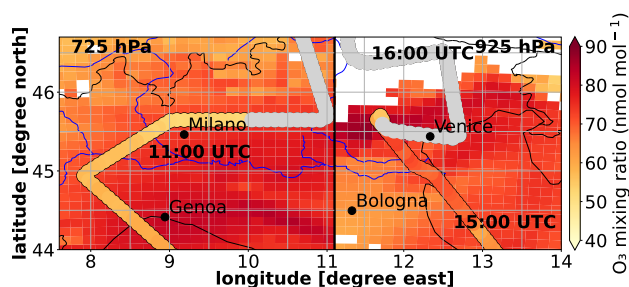 725 hPa
16:00 UTC
925 hPa
Milano
Venice
11:00 UTC
Genoa
Bologna
15:00 UTC
46
45
44
8
9
10
11
12
13
14
longitude [degree east]
latitude [degree north]
90
80
70
60
50
40
O₃ mixing ratio (nmol mol⁻¹)